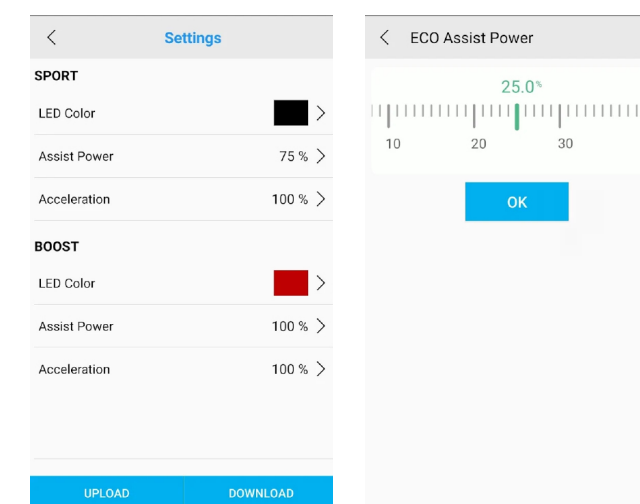 Settings
SPORT
LED Color
Assist Power 75 %
Acceleration 100 %
BOOST
LED Color
Assist Power 100 %
Acceleration 100 %
UPLOAD DOWNLOAD
ECO Assist Power
25.0%
10 20 30
OK